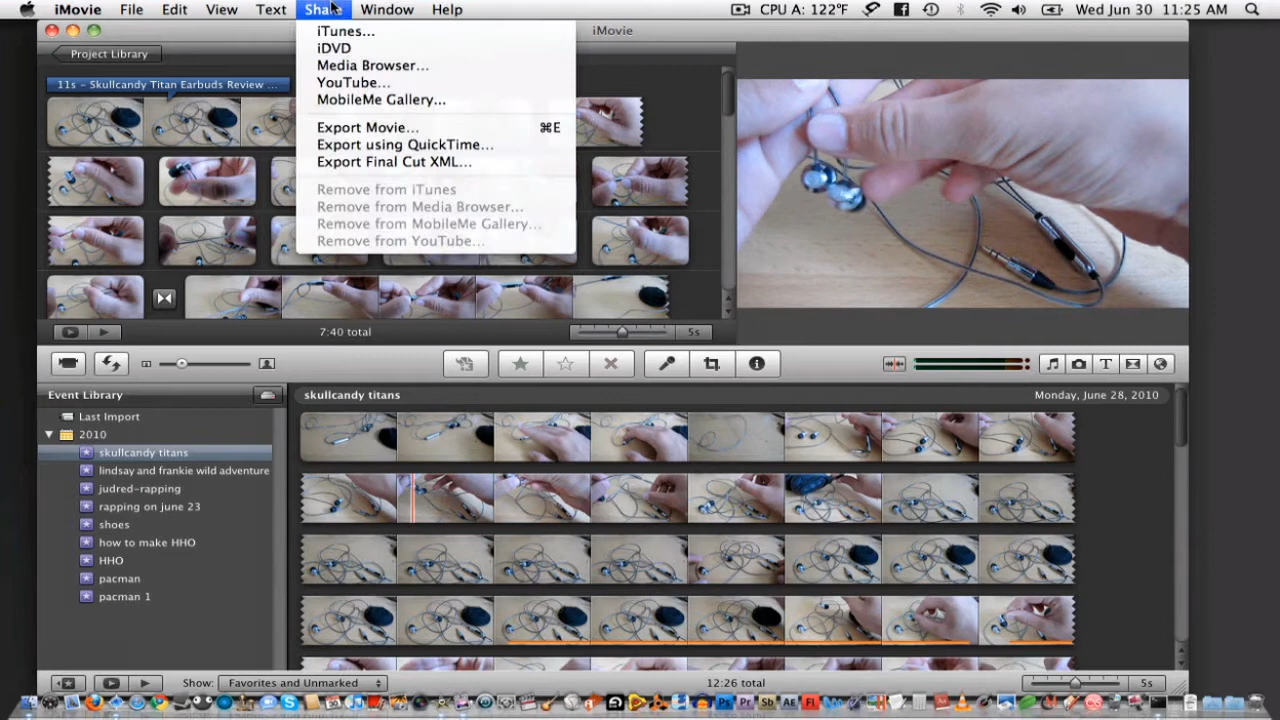 iMovie File Edit View Text Share Window Help CPU A: 122°F Wed Jun 30 11:25 AM
iMovie
Project Library
11s – Skullcandy Titan Earbuds Review ...
iTunes...
iDVD
Media Browser...
YouTube...
MobileMe Gallery...
Export Movie... ⌘E
Export using QuickTime...
Export Final Cut XML...
Remove from iTunes
Remove from Media Browser...
Remove from MobileMe Gallery...
Remove from YouTube...
7:40 total
5s
Event Library
Last Import
2010
skullcandy titans
lindsay and frankie wild adventure
judred-rapping
rapping on june 23
shoes
how to make HHO
HHO
pacman
pacman 1
skullcandy titans Monday, June 28, 2010
Show: Favorites and Unmarked
12:26 total
5s
Ps Pr Sb AE Fl